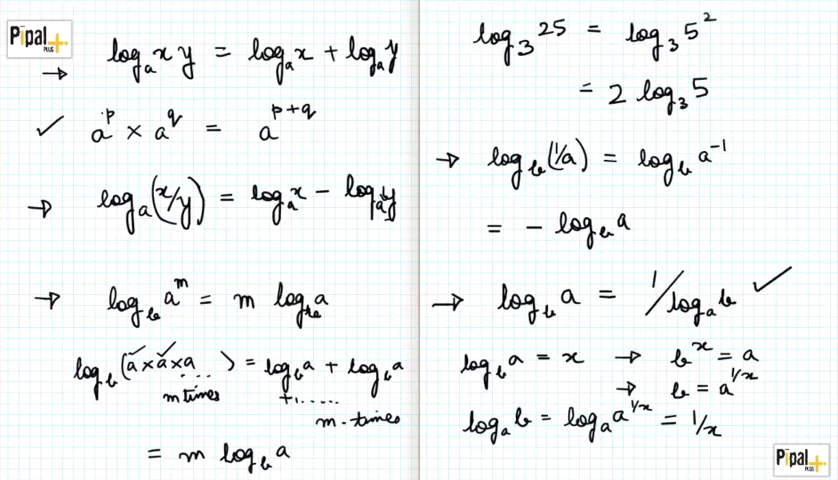 Pipal PLUS +
→ logₐ x y = logₐ x + logₐ y
✓ aᵖ × a^q = a^(p+q)
→ logₐ (x/y) = logₐ x − logₐ y
→ log_b a^m = m log_b a
log_b (a × a × a ..... ) = log_b a + log_b a
m times +...... m-times
= m log_b a
log₃ 25 = log₃ 5²
= 2 log₃ 5
→ log_b (1/a) = log_b a⁻¹
= − log_b a
→ log_b a = 1/logₐ b ✓
log_b a = x → b^x = a
→ b = a^(1/x)
logₐ b = logₐ a^(1/x) = 1/x
Pipal PLUS +